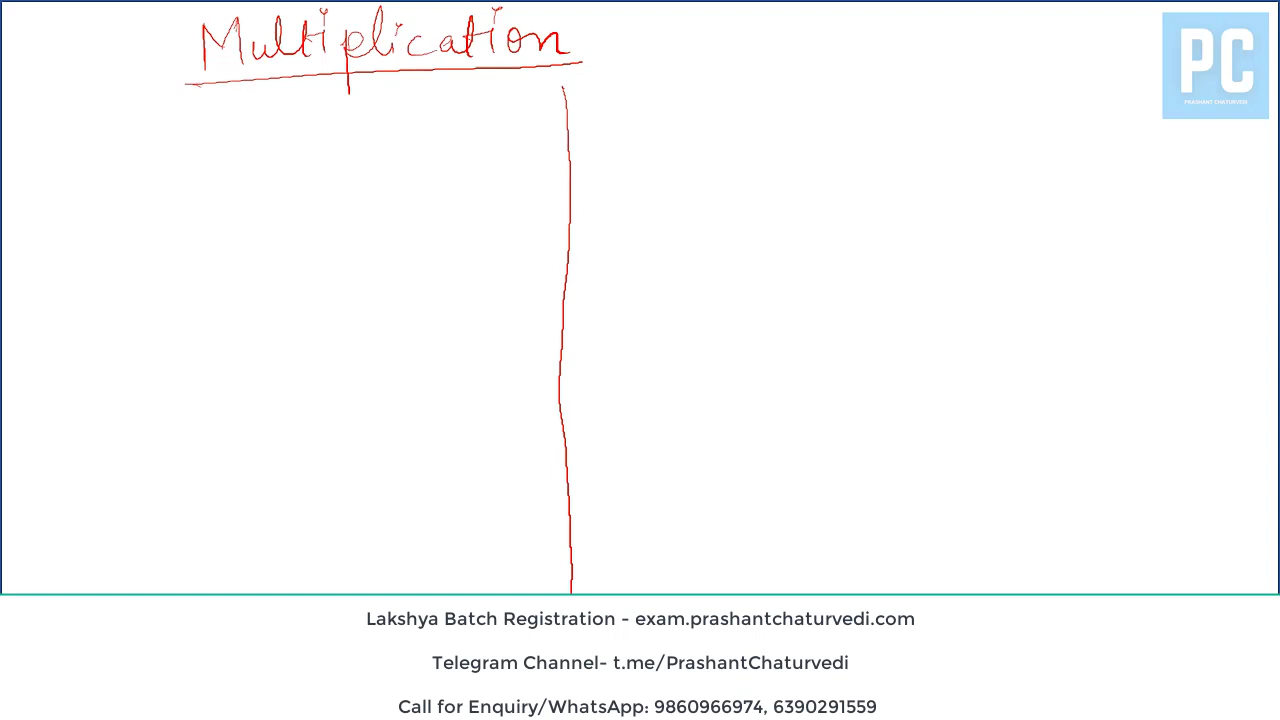 Multiplication
PC
PRASHANT CHATURVEDI
Lakshya Batch Registration - exam.prashantchaturvedi.com
Telegram Channel- t.me/PrashantChaturvedi
Call for Enquiry/WhatsApp: 9860966974, 6390291559